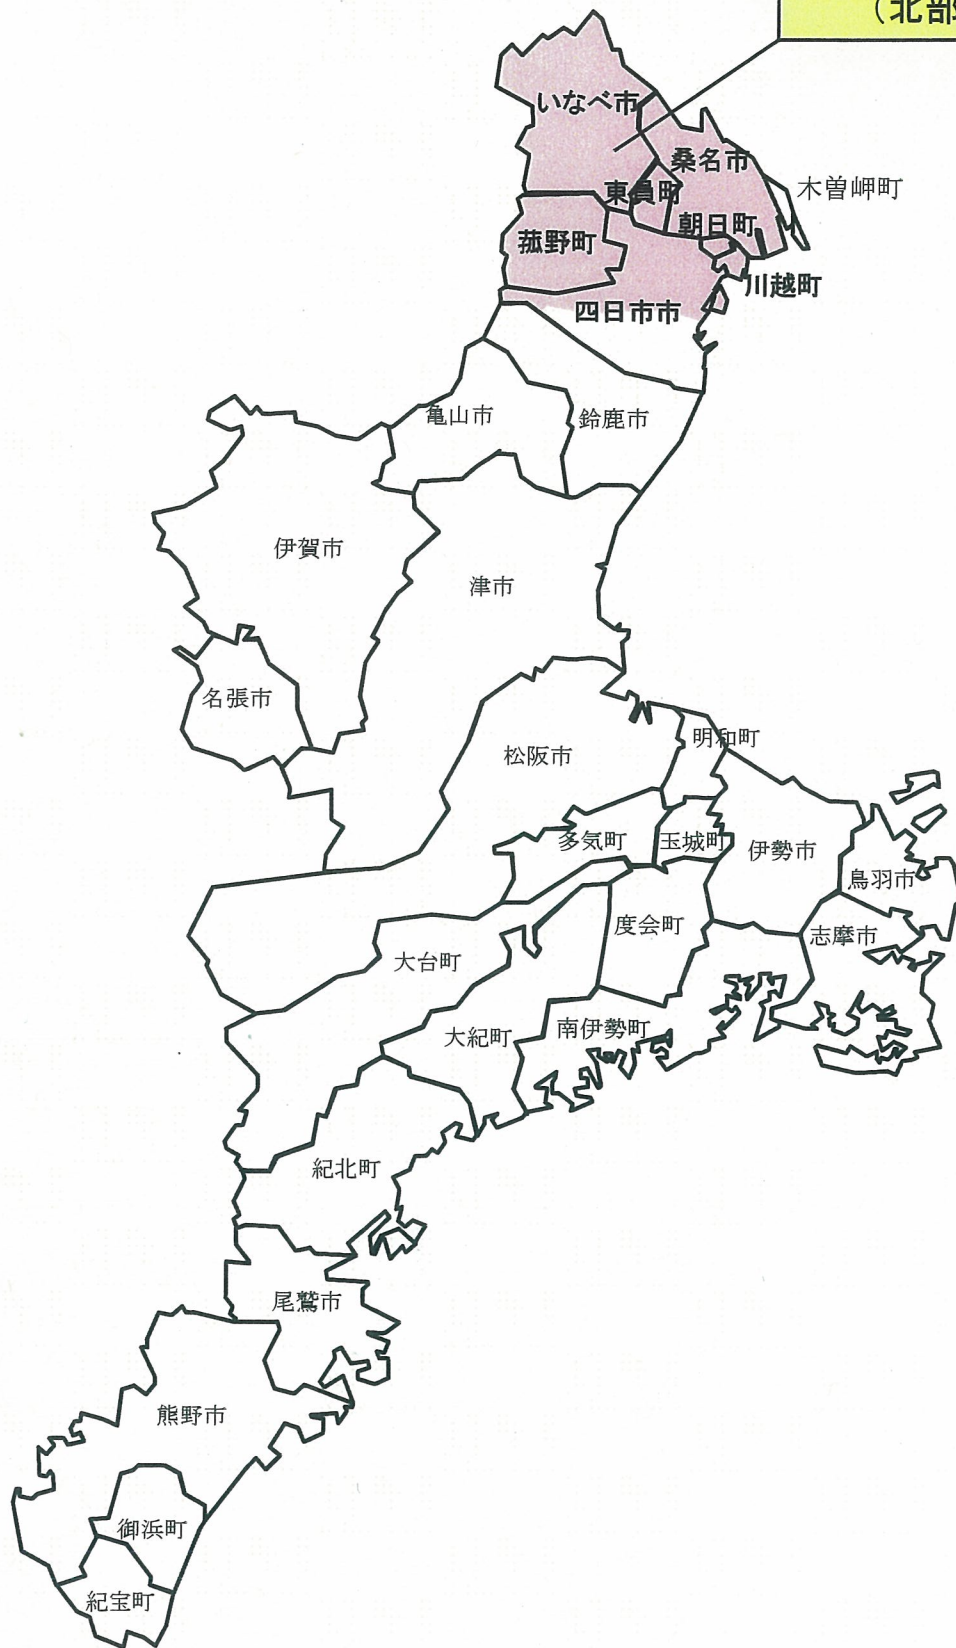 （北部
いなべ市
桑名市
木曽岬町
東員町
朝日町
菰野町
川越町
四日市市
亀山市
鈴鹿市
伊賀市
津市
名張市
明和町
松阪市
多気町
玉城町
伊勢市
鳥羽市
度会町
志摩市
大台町
大紀町
南伊勢町
紀北町
尾鷲市
熊野市
御浜町
紀宝町